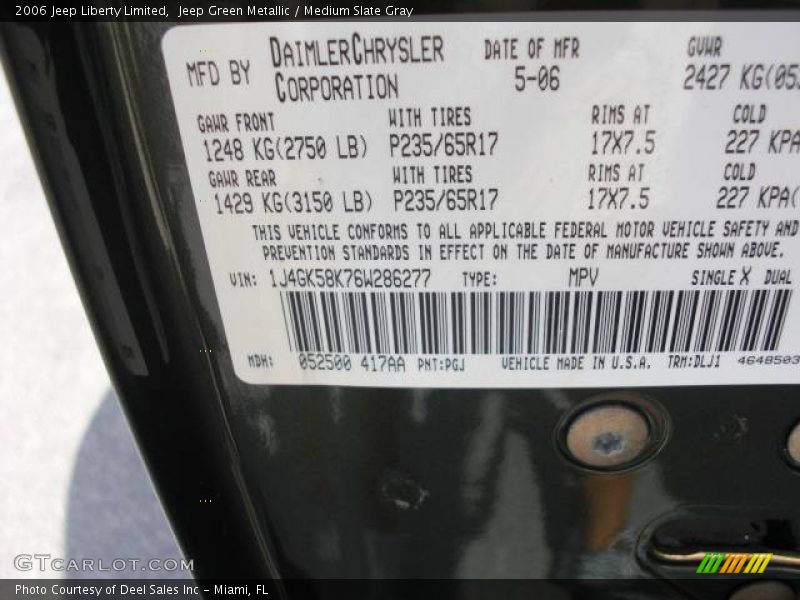 2006 Jeep Liberty Limited, Jeep Green Metallic / Medium Slate Gray
MFD BY DAIMLERCHRYSLER CORPORATION DATE OF MFR 5-06 GVWR 2427 KG(05
GAWR FRONT WITH TIRES RIMS AT COLD
1248 KG(2750 LB) P235/65R17 17X7.5 227 KPA
GAWR REAR WITH TIRES RIMS AT COLD
1429 KG(3150 LB) P235/65R17 17X7.5 227 KPA(
THIS VEHICLE CONFORMS TO ALL APPLICABLE FEDERAL MOTOR VEHICLE SAFETY AND
PREVENTION STANDARDS IN EFFECT ON THE DATE OF MANUFACTURE SHOWN ABOVE.
VIN: 1J4GK58K76W286277 TYPE: MPV SINGLE X DUAL
MDH: 052500 417AA PNT:PGJ VEHICLE MADE IN U.S.A. TRM:DLJ1 4648503
GTCARLOT.COM
Photo Courtesy of Deel Sales Inc - Miami, FL